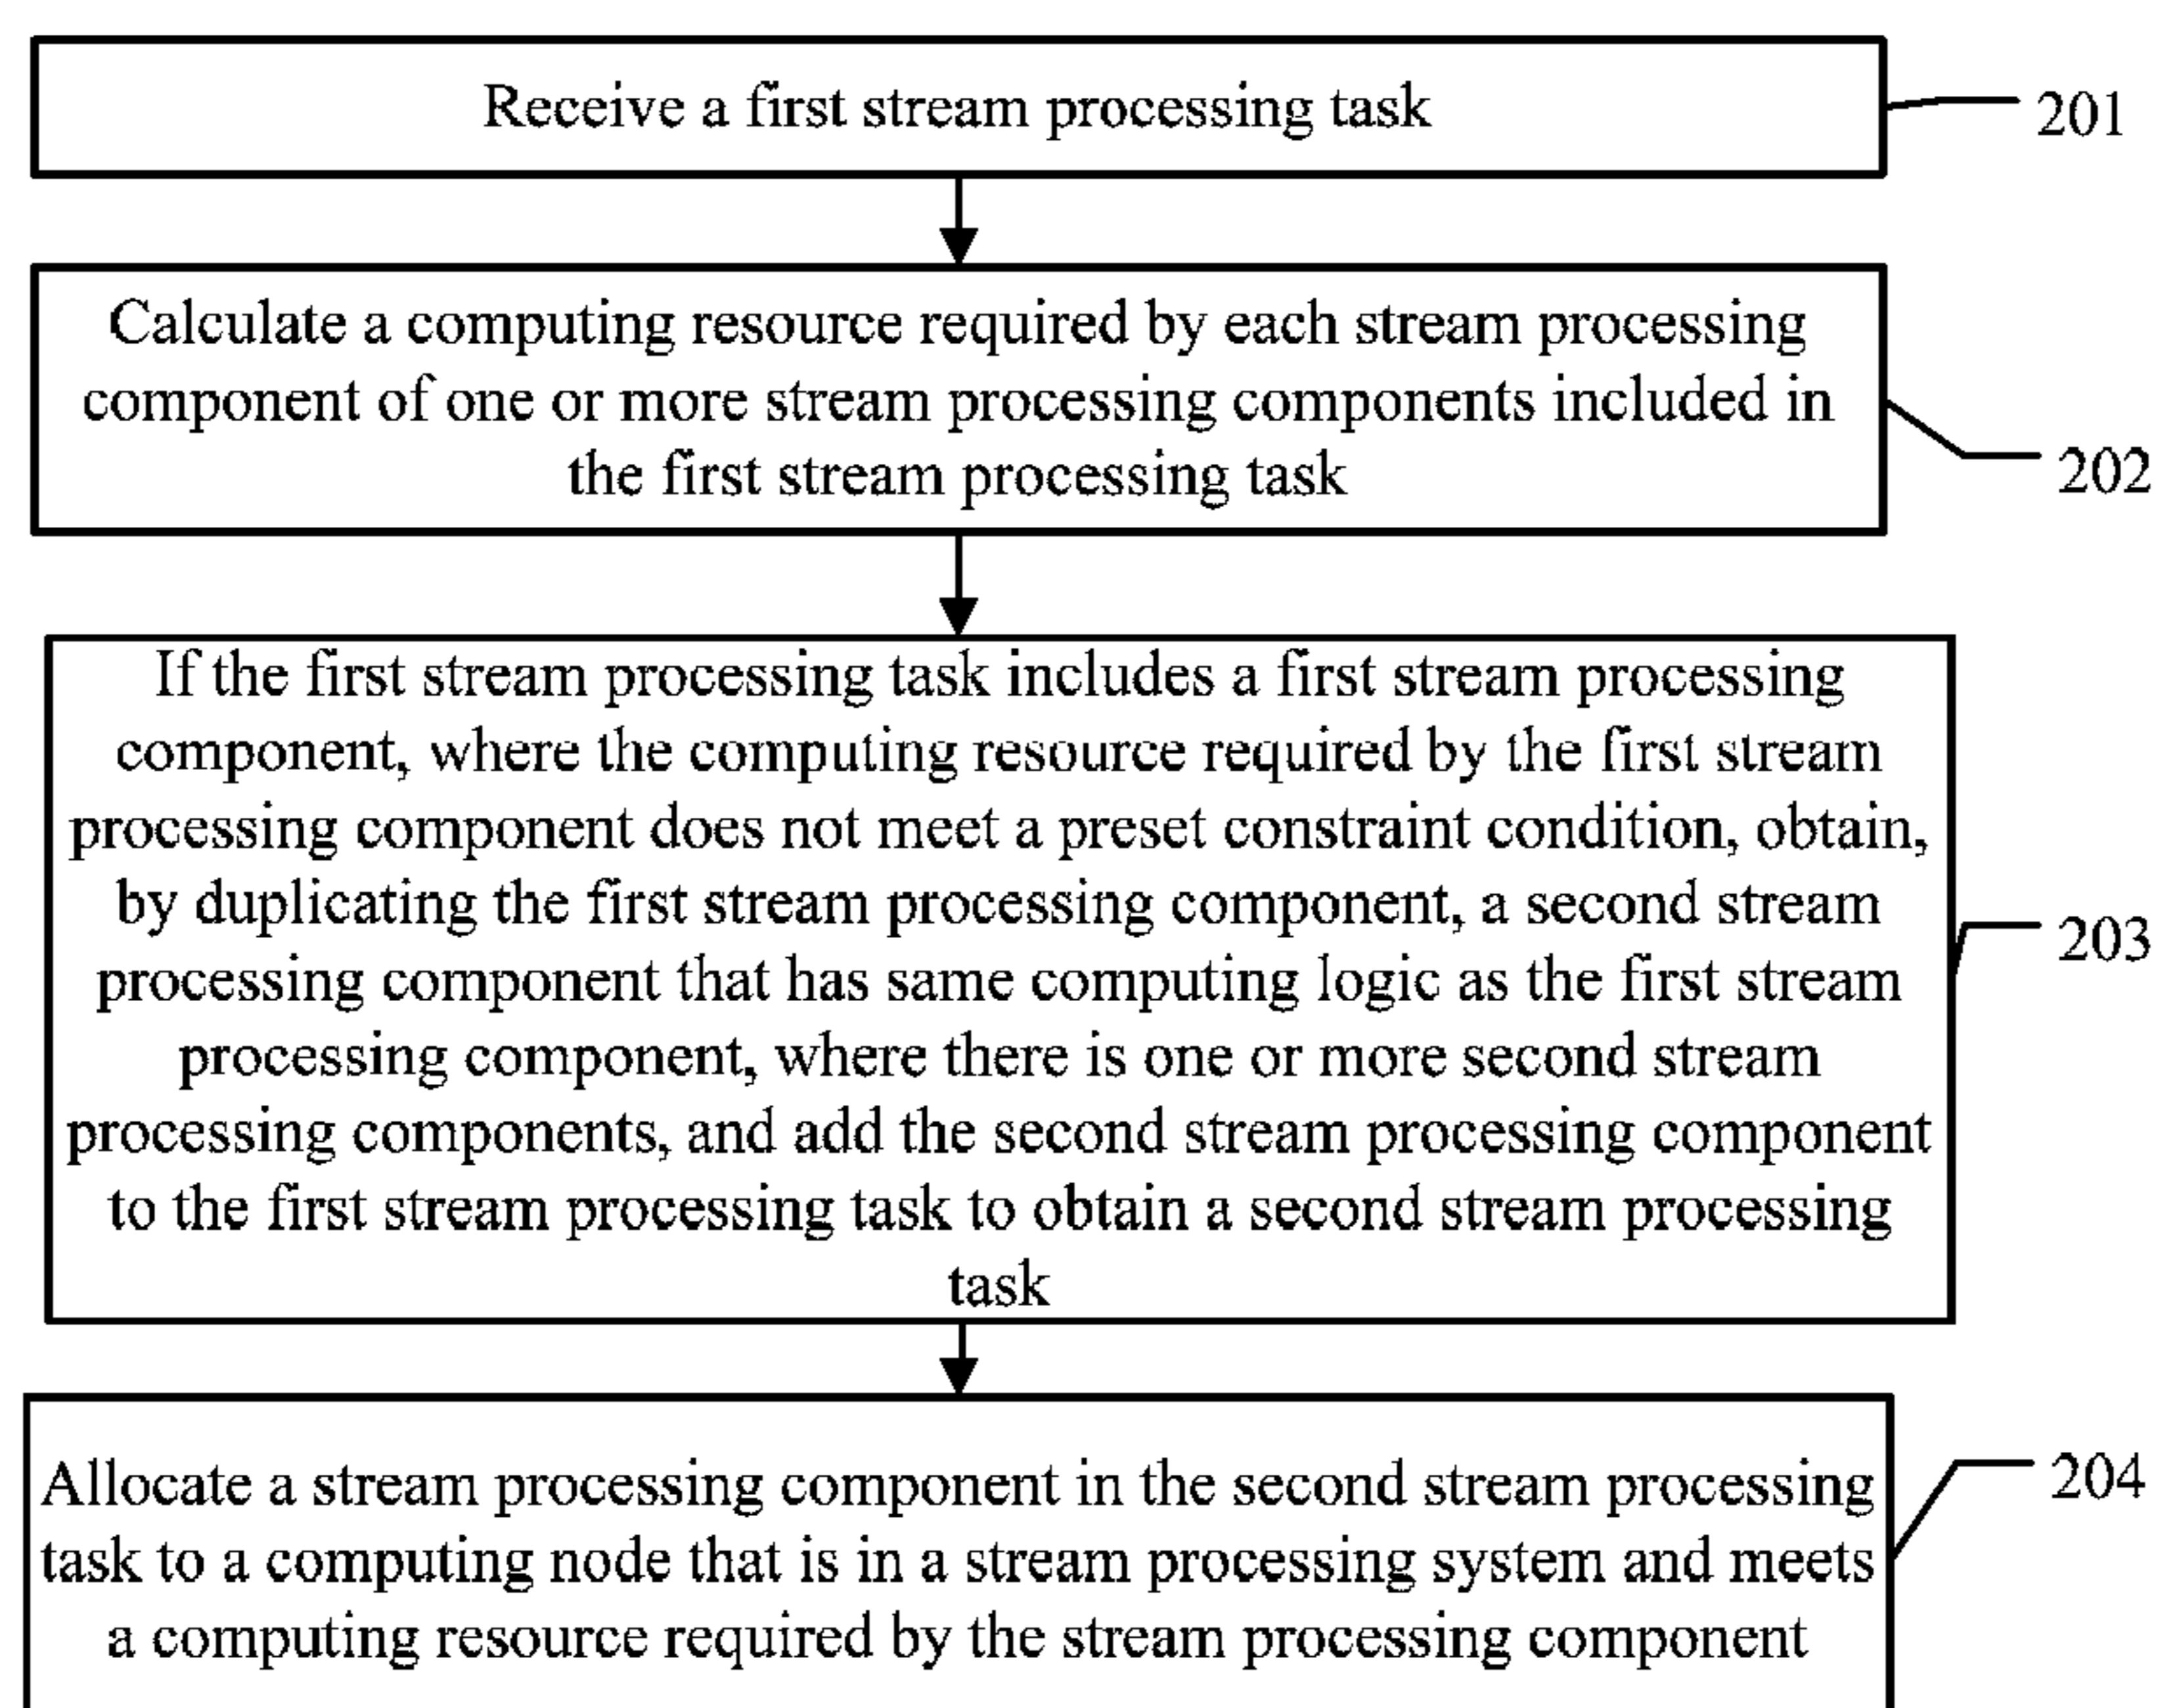 Receive a first stream processing task
201
Calculate a computing resource required by each stream processing
component of one or more stream processing components included in
the first stream processing task
202
If the first stream processing task includes a first stream processing
component, where the computing resource required by the first stream
processing component does not meet a preset constraint condition, obtain,
by duplicating the first stream processing component, a second stream
processing component that has same computing logic as the first stream
processing component, where there is one or more second stream
processing components, and add the second stream processing component
to the first stream processing task to obtain a second stream processing
task
203
Allocate a stream processing component in the second stream processing
task to a computing node that is in a stream processing system and meets
a computing resource required by the stream processing component
204